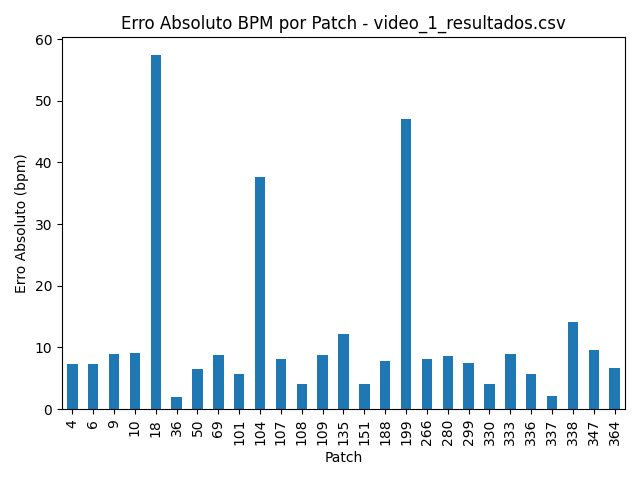 Erro Absoluto BPM por Patch - video_1_resultados.csv
60
50
40
30
20
10
0
Erro Absoluto (bpm)
4 6 9 10 18 36 50 69 101 104 107 108 109 135 151 188 199 266 280 299 330 333 336 337 338 347 364
Patch